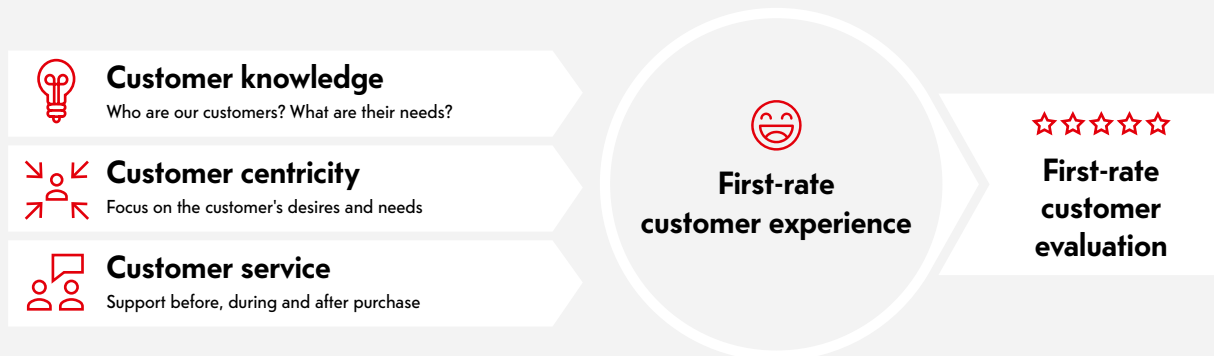 Customer knowledge
Who are our customers? What are their needs?
Customer centricity
Focus on the customer's desires and needs
Customer service
Support before, during and after purchase
First-rate
customer experience
First-rate
customer
evaluation